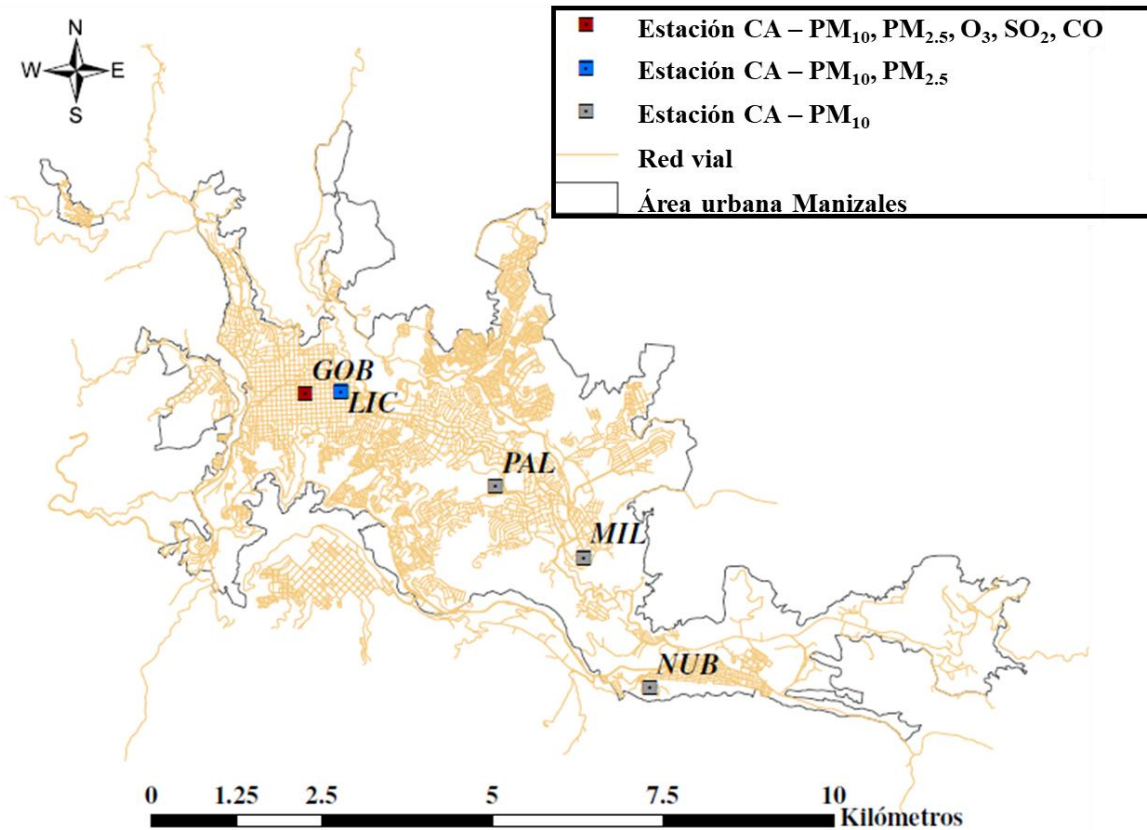 N
W E
S
Estación CA – PM10, PM2.5, O3, SO2, CO
Estación CA – PM10, PM2.5
Estación CA – PM10
Red vial
Área urbana Manizales
GOB
LIC
PAL
MIL
NUB
0 1.25 2.5 5 7.5 10
Kilómetros